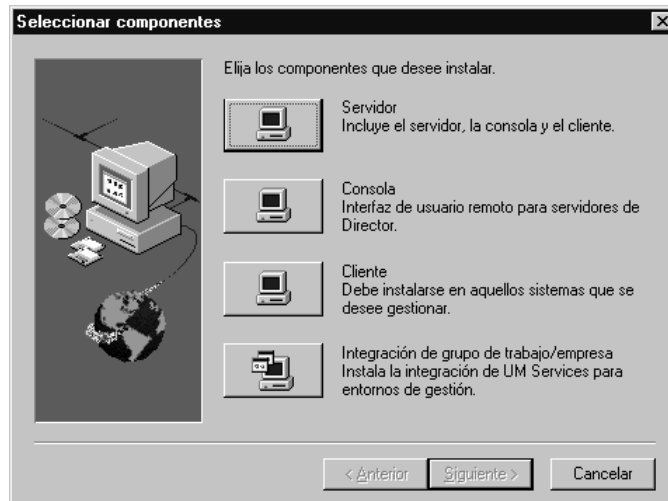 Seleccionar componentes
Elija los componentes que desee instalar.
Servidor
Incluye el servidor, la consola y el cliente.
Consola
Interfaz de usuario remoto para servidores de
Director.
Cliente
Debe instalarse en aquellos sistemas que se
desee gestionar.
Integración de grupo de trabajo/empresa
Instala la integración de UM Services para
entornos de gestión.
< Anterior
Siguiente >
Cancelar